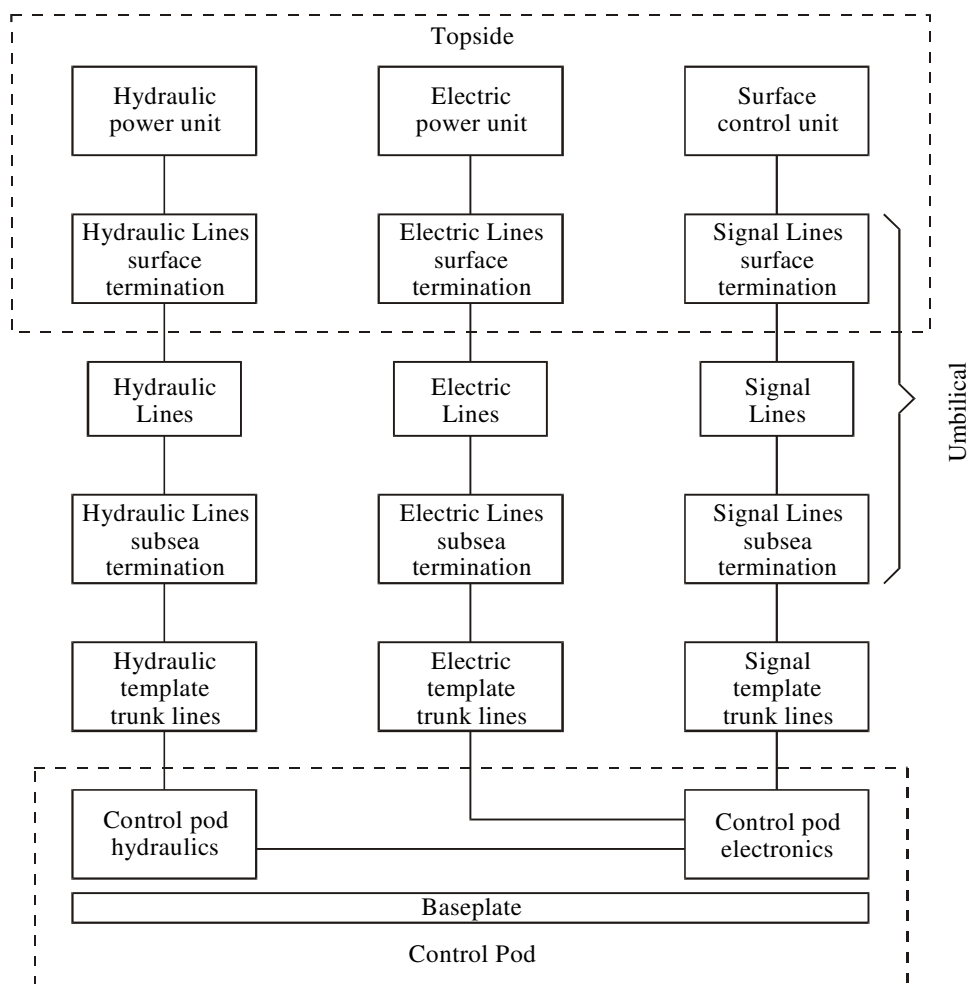 Topside
Hydraulic
power unit
Electric
power unit
Surface
control unit
Hydraulic Lines
surface
termination
Electric Lines
surface
termination
Signal Lines
surface
termination
Hydraulic
Lines
Electric
Lines
Signal
Lines
Umbilical
Hydraulic Lines
subsea
termination
Electric Lines
subsea
termination
Signal Lines
subsea
termination
Hydraulic
template
trunk lines
Electric
template
trunk lines
Signal
template
trunk lines
Control pod
hydraulics
Control pod
electronics
Baseplate
Control Pod